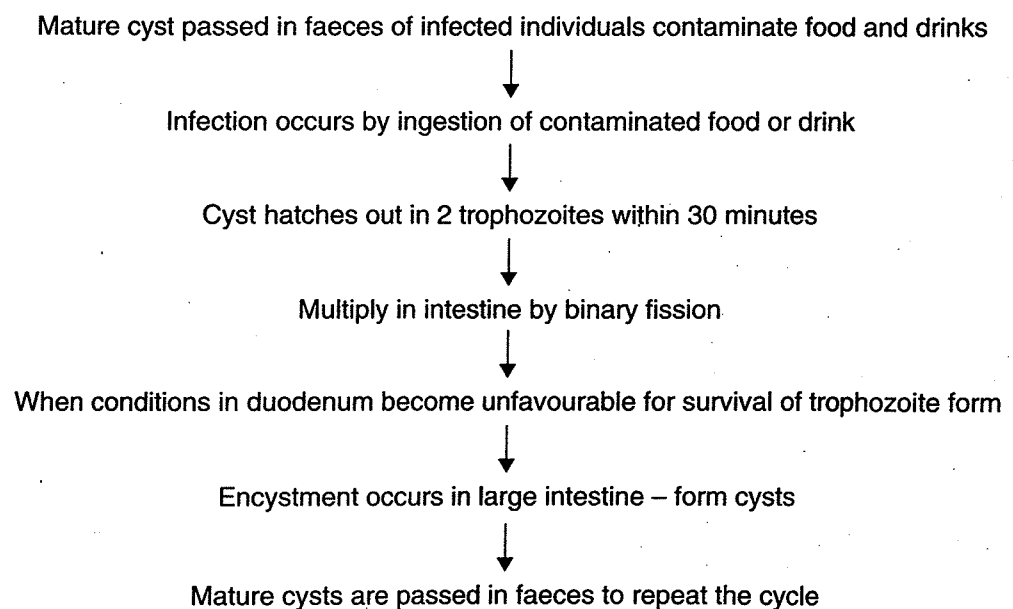 Mature cyst passed in faeces of infected individuals contaminate food and drinks
Infection occurs by ingestion of contaminated food or drink
Cyst hatches out in 2 trophozoites within 30 minutes
Multiply in intestine by binary fission
When conditions in duodenum become unfavourable for survival of trophozoite form
Encystment occurs in large intestine – form cysts
Mature cysts are passed in faeces to repeat the cycle